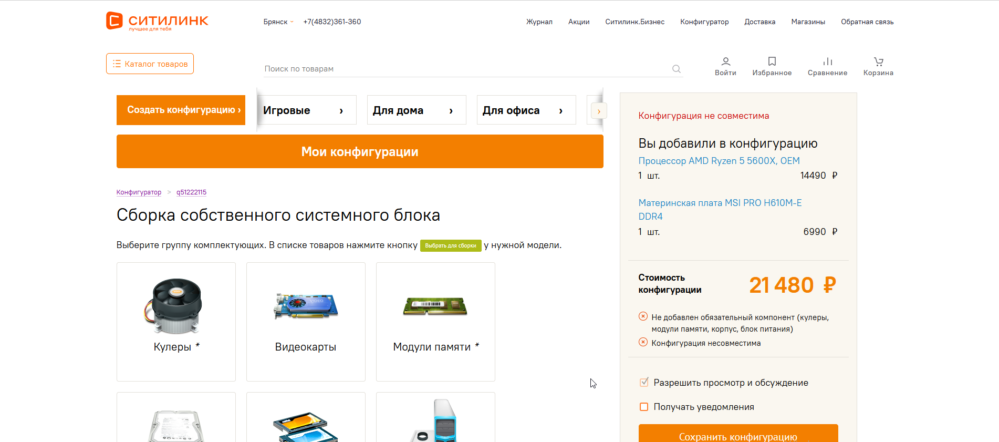 СИТИЛИНК
лучшее для тебя
Брянск
+7(4832)361-360
Журнал
Акции
Ситилинк.Бизнес
Конфигуратор
Доставка
Магазины
Обратная связь
Каталог товаров
Поиск по товарам
Войти
Избранное
Сравнение
Корзина
Создать конфигурацию ›
Игровые ›
Для дома ›
Для офиса ›
›
Мои конфигурации
Конфигуратор > q51222115
Сборка собственного системного блока
Выберите группу комплектующих. В списке товаров нажмите кнопку Выбрать для сборки у нужной модели.
VIDEO
Кулеры *
Видеокарты
Модули памяти *
Конфигурация не совместима
Вы добавили в конфигурацию
Процессор AMD Ryzen 5 5600X, OEM
1 шт. 14490 ₽
Материнская плата MSI PRO H610M-E
DDR4
1 шт. 6990 ₽
Стоимость
конфигурации
21 480 ₽
Не добавлен обязательный компонент (кулеры,
модули памяти, корпус, блок питания)
Конфигурация несовместима
Разрешить просмотр и обсуждение
Получать уведомления
Сохранить конфигурацию